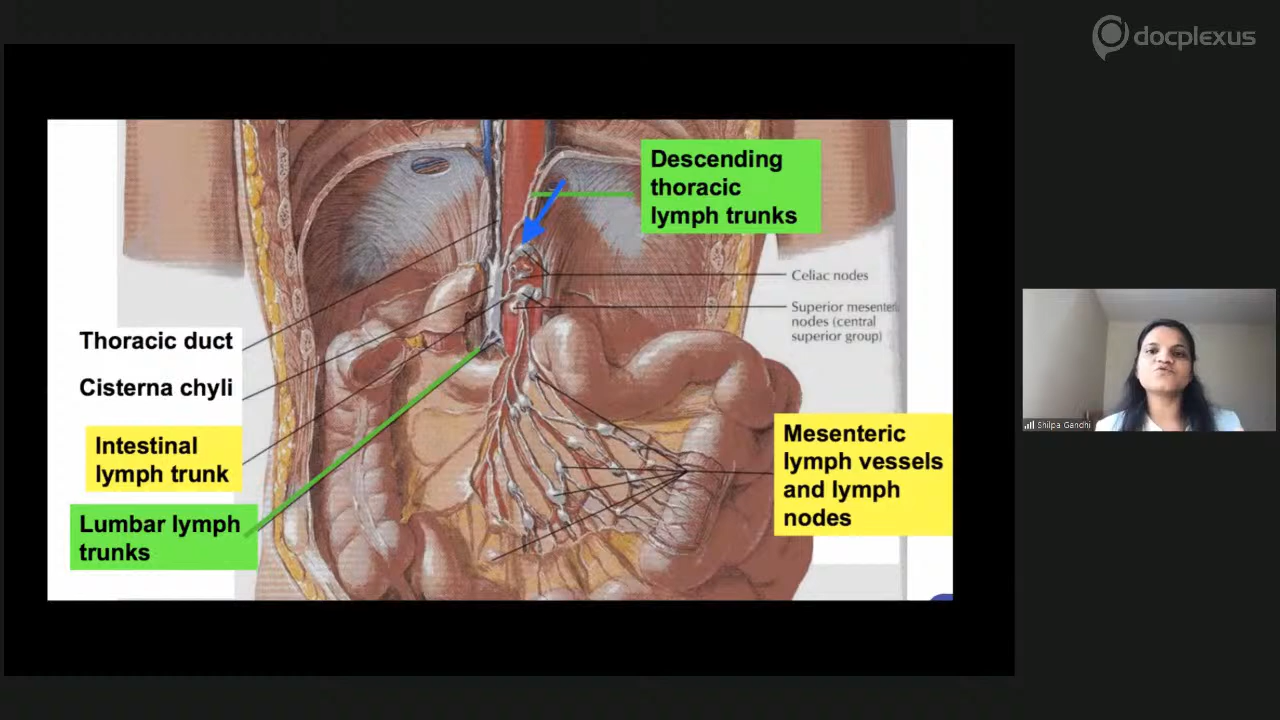 docplexus
Descending
thoracic
lymph trunks
Celiac nodes
Superior mesenteri
nodes (central
superior group)
Thoracic duct
Cisterna chyli
Intestinal
lymph trunk
Lumbar lymph
trunks
Mesenteric
lymph vessels
and lymph
nodes
Shilpa Gandhi